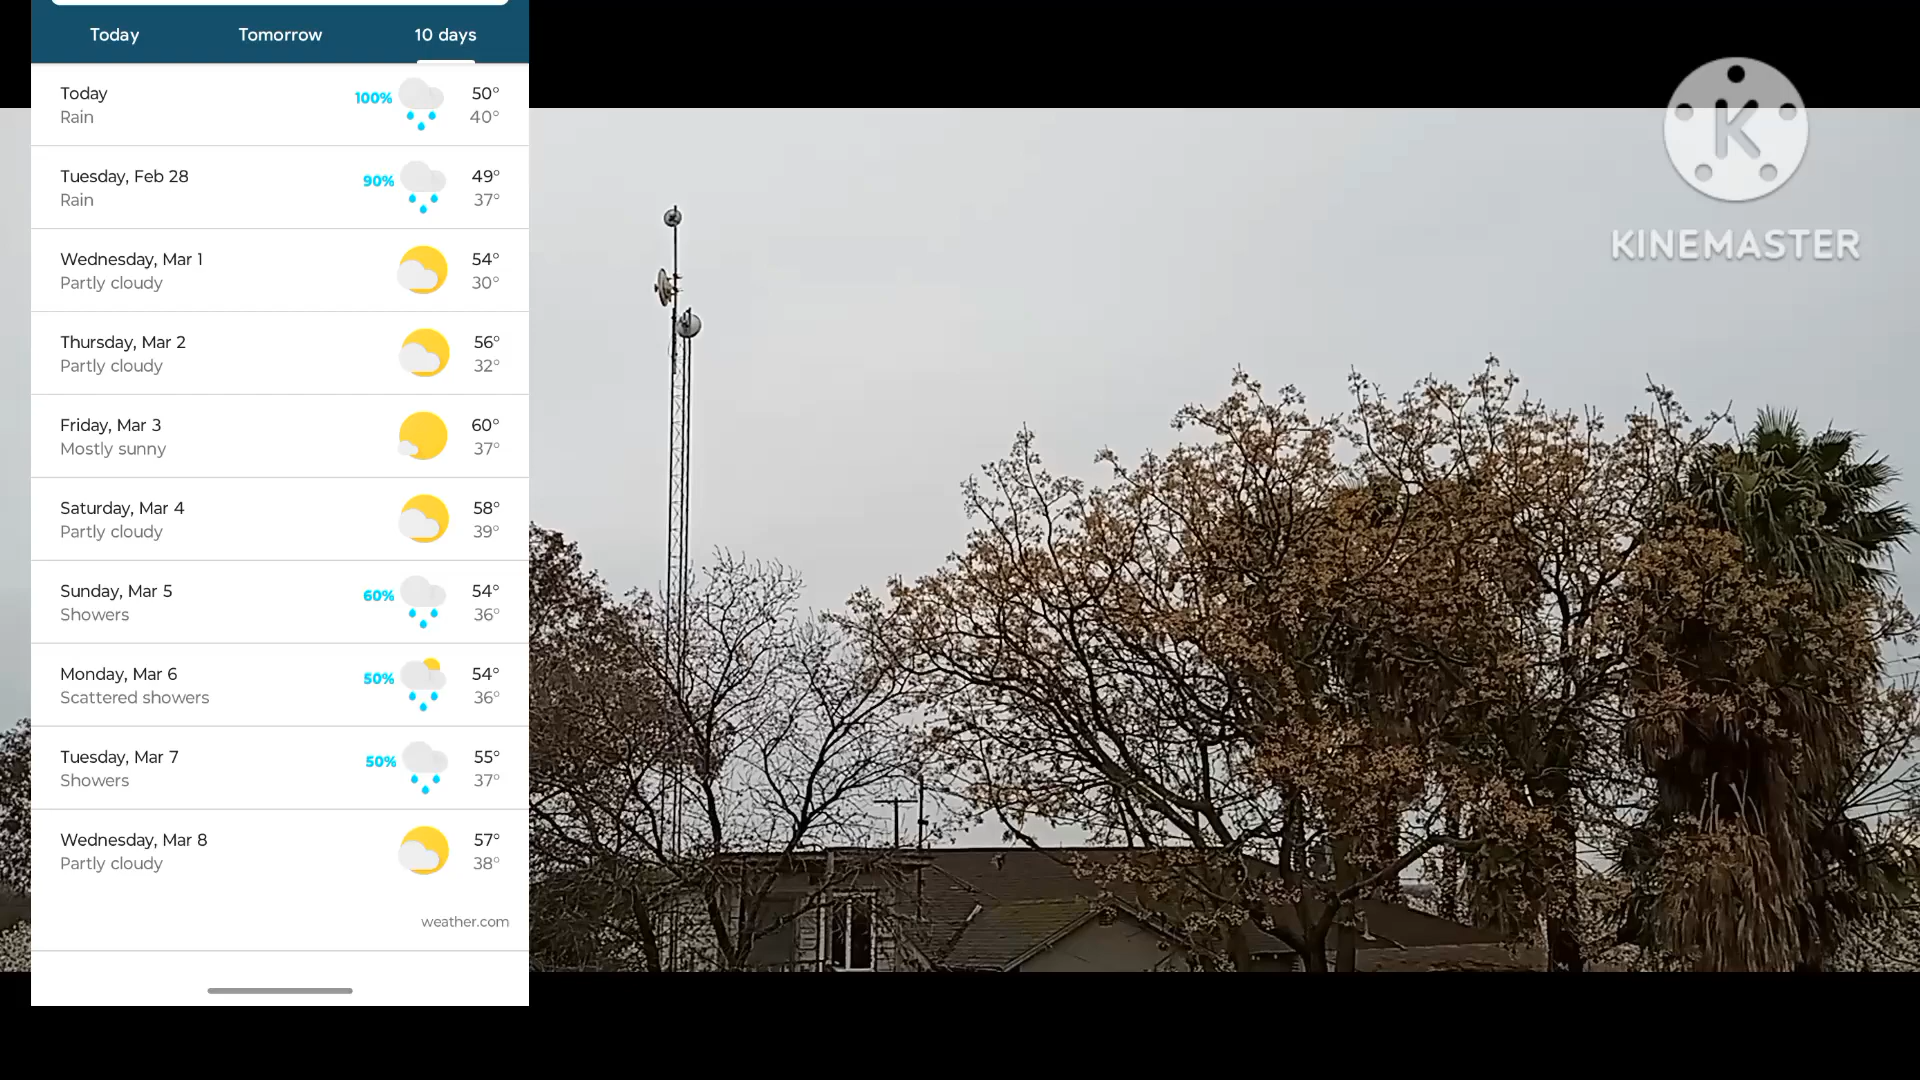 Today Tomorrow 10 days
Today 100% 50°
Rain 40°
Tuesday, Feb 28 90% 49°
Rain 37°
Wednesday, Mar 1 54°
Partly cloudy 30°
Thursday, Mar 2 56°
Partly cloudy 32°
Friday, Mar 3 60°
Mostly sunny 37°
Saturday, Mar 4 58°
Partly cloudy 39°
Sunday, Mar 5 60% 54°
Showers 36°
Monday, Mar 6 50% 54°
Scattered showers 36°
Tuesday, Mar 7 50% 55°
Showers 37°
Wednesday, Mar 8 57°
Partly cloudy 38°
weather.com
K
KINEMASTER